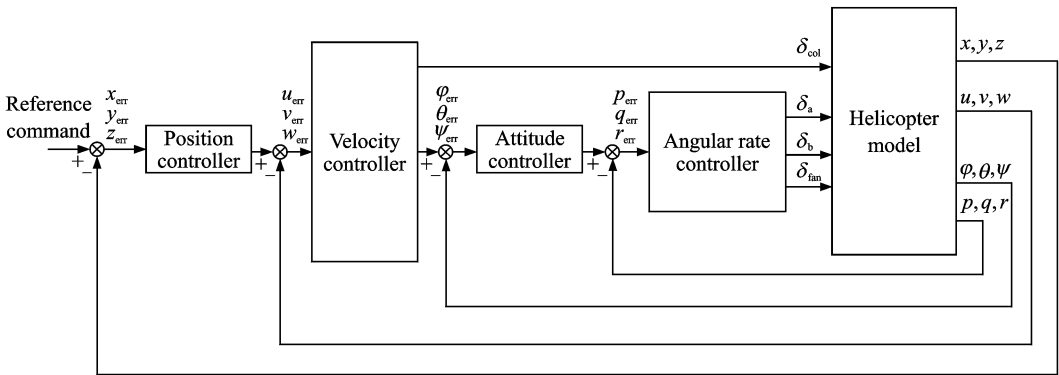 Reference
command
+
−
x_err
y_err
z_err
Position
controller
+
−
u_err
v_err
w_err
Velocity
controller
+
−
φ_err
θ_err
ψ_err
Attitude
controller
+
−
p_err
q_err
r_err
Angular rate
controller
δ_col
δ_a
δ_b
δ_fan
Helicopter
model
x, y, z
u, v, w
φ, θ, ψ
p, q, r